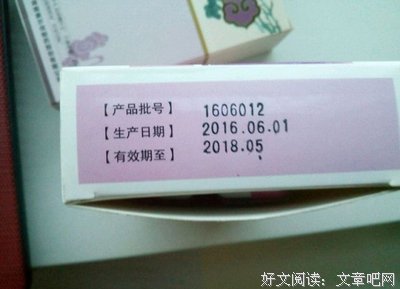 【产品批号】 1606012
【生产日期】 2016.06.01
【有效期至】 2018.05
好文阅读：文章吧网